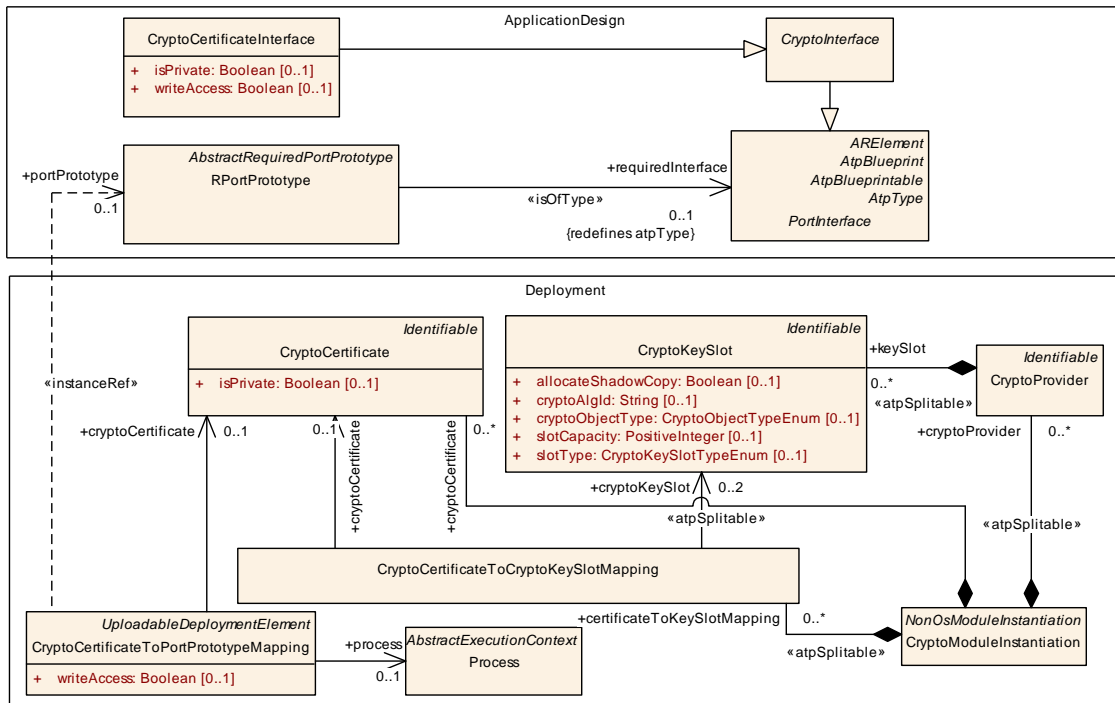 ApplicationDesign
CryptoCertificateInterface
+ isPrivate: Boolean [0..1]
+ writeAccess: Boolean [0..1]
CryptoInterface
AbstractRequiredPortPrototype
RPortPrototype
+portPrototype
0..1
+requiredInterface
«isOfType»
0..1
{redefines atpType}
ARElement
AtpBlueprint
AtpBlueprintable
AtpType
PortInterface
Deployment
«instanceRef»
Identifiable
CryptoCertificate
+ isPrivate: Boolean [0..1]
Identifiable
CryptoKeySlot
+ allocateShadowCopy: Boolean [0..1]
+ cryptoAlgId: String [0..1]
+ cryptoObjectType: CryptoObjectTypeEnum [0..1]
+ slotCapacity: PositiveInteger [0..1]
+ slotType: CryptoKeySlotTypeEnum [0..1]
+keySlot
0..*
«atpSplitable»
Identifiable
CryptoProvider
+cryptoProvider
0..*
+cryptoCertificate
0..1
0..1
+cryptoCertificate
0..*
+cryptoCertificate
+cryptoKeySlot
0..2
«atpSplitable»
«atpSplitable»
CryptoCertificateToCryptoKeySlotMapping
+certificateToKeySlotMapping
0..*
«atpSplitable»
NonOsModuleInstantiation
CryptoModuleInstantiation
UploadableDeploymentElement
CryptoCertificateToPortPrototypeMapping
+ writeAccess: Boolean [0..1]
+process
0..1
AbstractExecutionContext
Process